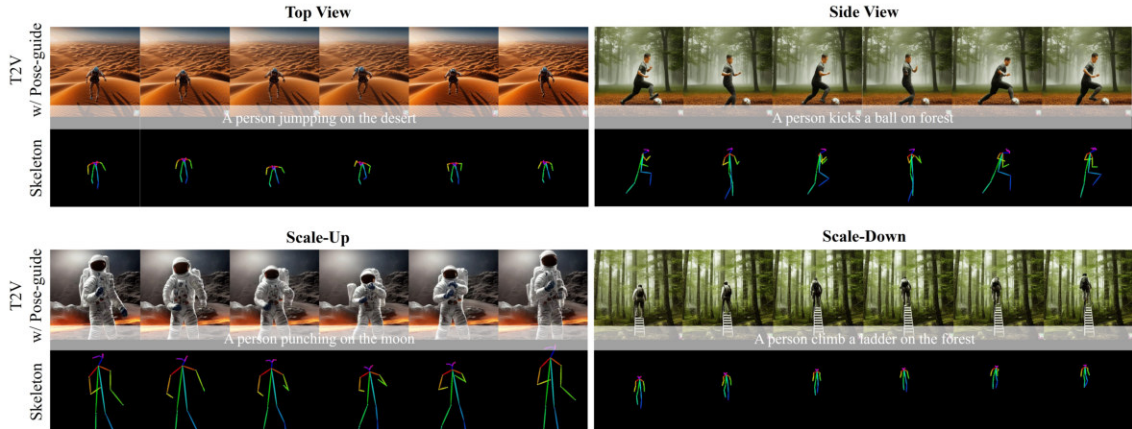 Top View
Side View
T2V
w/ Pose-guide
A person jumpping on the desert
A person kicks a ball on forest
Skeleton
Scale-Up
Scale-Down
T2V
w/ Pose-guide
A person punching on the moon
A person climb a ladder on the forest
Skeleton